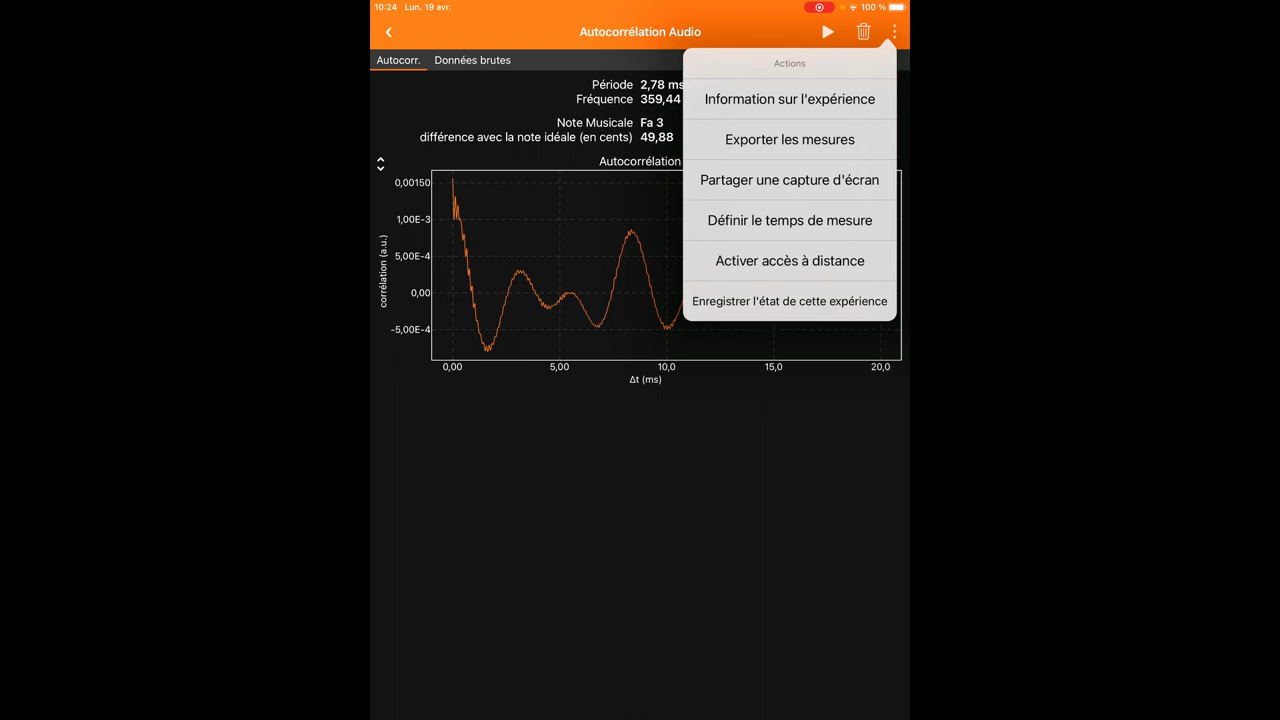 10:24 Lun. 19 avr. 100 %
Autocorrélation Audio
Autocorr. Données brutes
Période 2,78 ms
Fréquence 359,44
Note Musicale Fa 3
différence avec la note idéale (en cents) 49,88
Autocorrélation
0,00150
1,00E-3
5,00E-4
0,00
-5,00E-4
corrélation (a.u.)
0,00 5,00 10,0 15,0 20,0
Δt (ms)
Actions
Information sur l'expérience
Exporter les mesures
Partager une capture d'écran
Définir le temps de mesure
Activer accès à distance
Enregistrer l'état de cette expérience